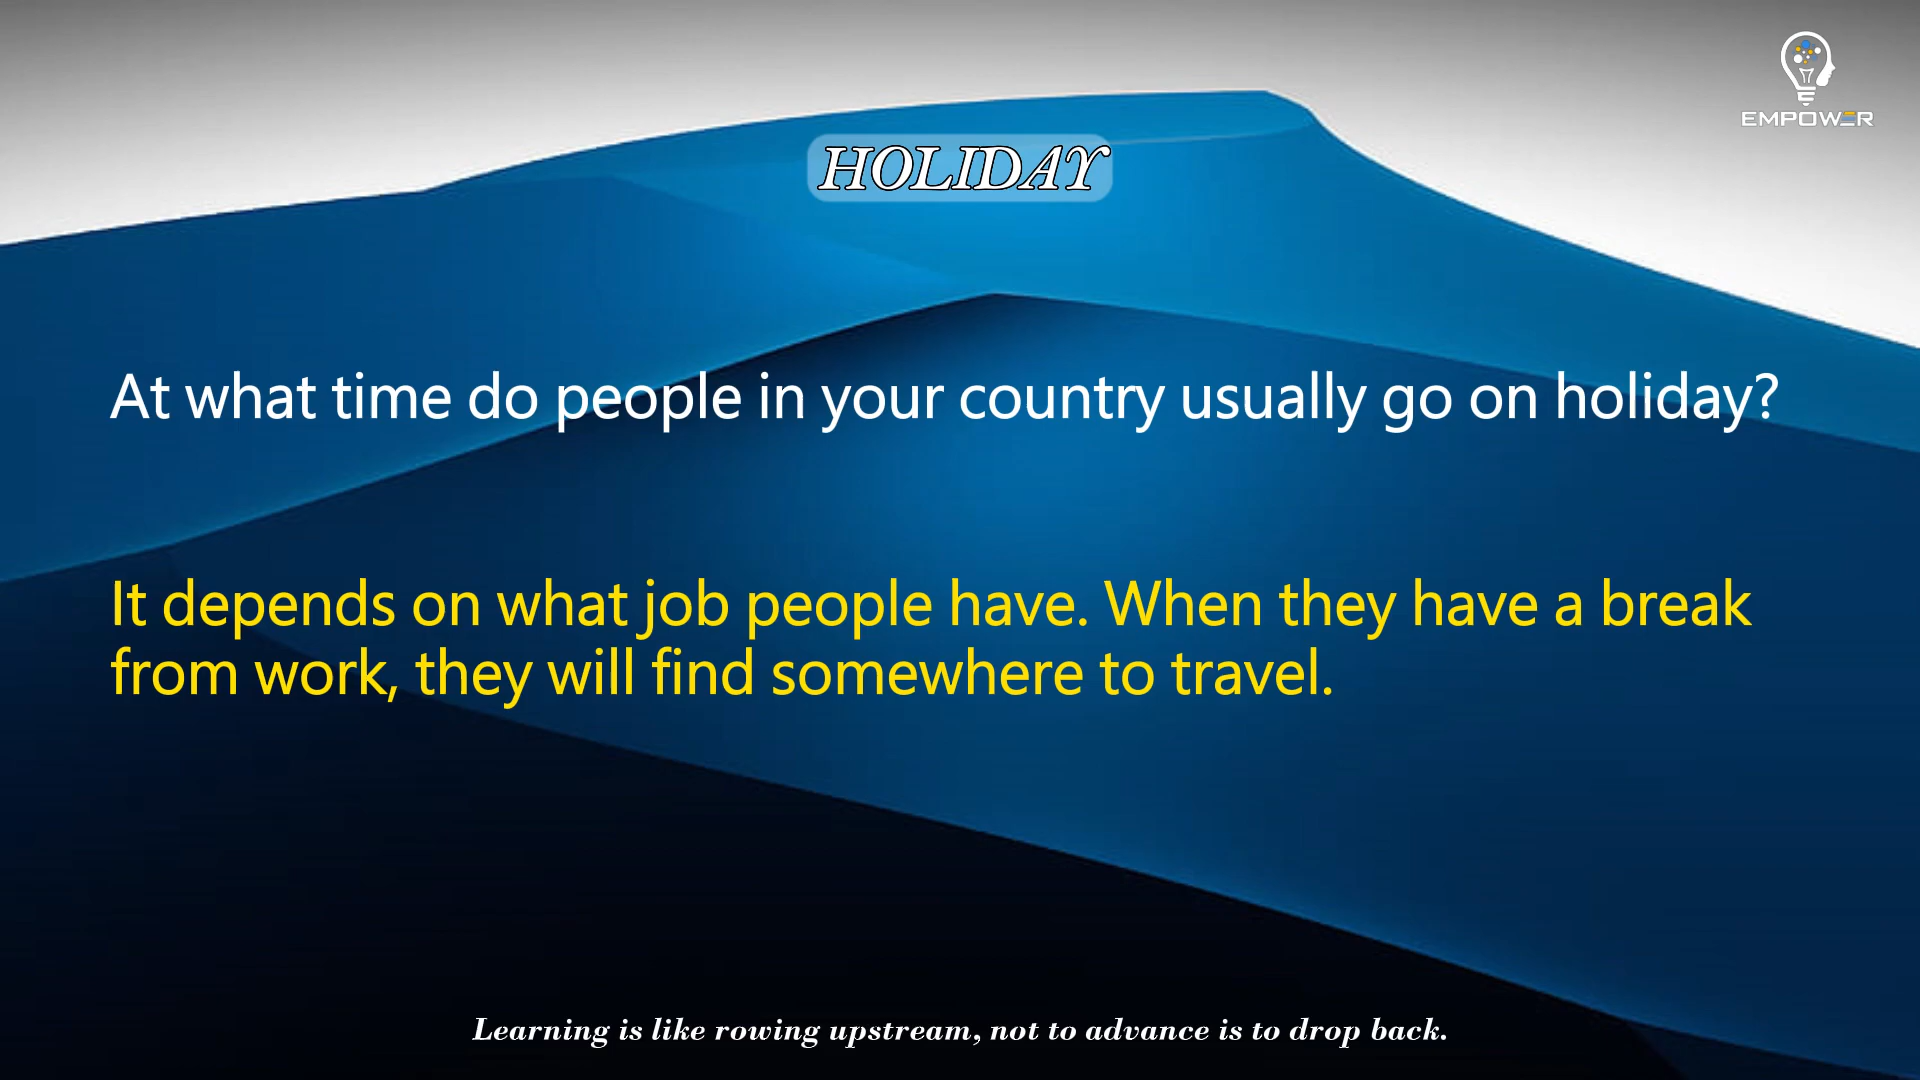 EMPOWER
HOLIDAY
At what time do people in your country usually go on holiday?
It depends on what job people have. When they have a break
from work, they will find somewhere to travel.
Learning is like rowing upstream, not to advance is to drop back.